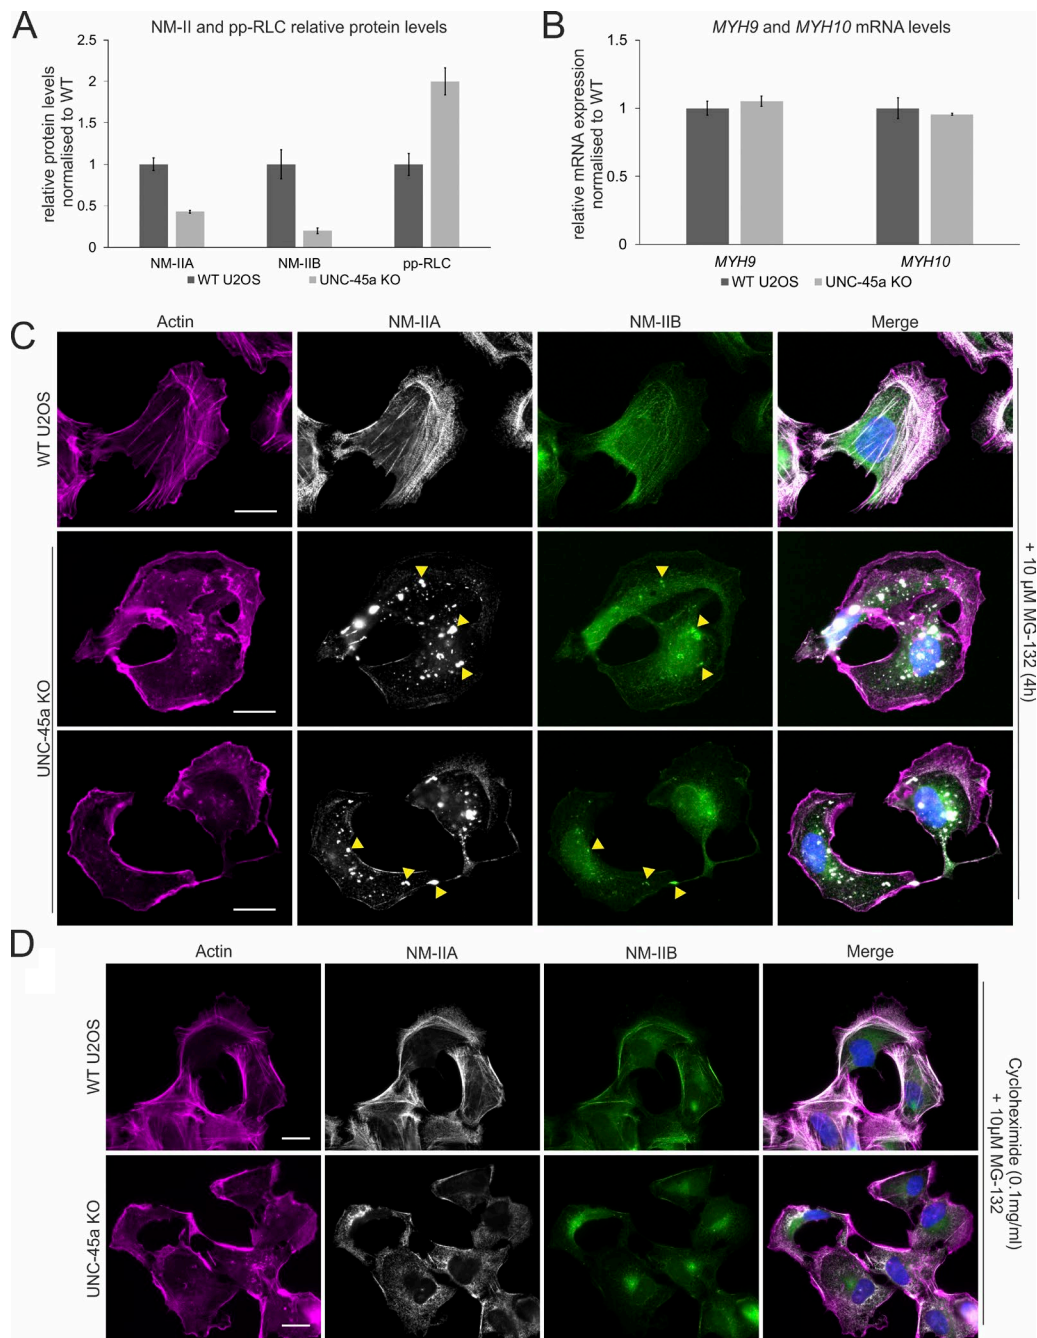 A
NM-II and pp-RLC relative protein levels
relative protein levels
normalised to WT
2.5
2
1.5
1
0.5
0
NM-IIA
NM-IIB
pp-RLC
WT U2OS
UNC-45a KO
B
MYH9 and MYH10 mRNA levels
relative mRNA expression
normalised to WT
1.5
1
0.5
0
MYH9
MYH10
WT U2OS
UNC-45a KO
C
Actin
NM-IIA
NM-IIB
Merge
WT U2OS
UNC-45a KO
+ 10 μM MG-132 (4h)
D
Actin
NM-IIA
NM-IIB
Merge
WT U2OS
UNC-45a KO
Cycloheximide (0.1mg/ml)
+ 10μM MG-132